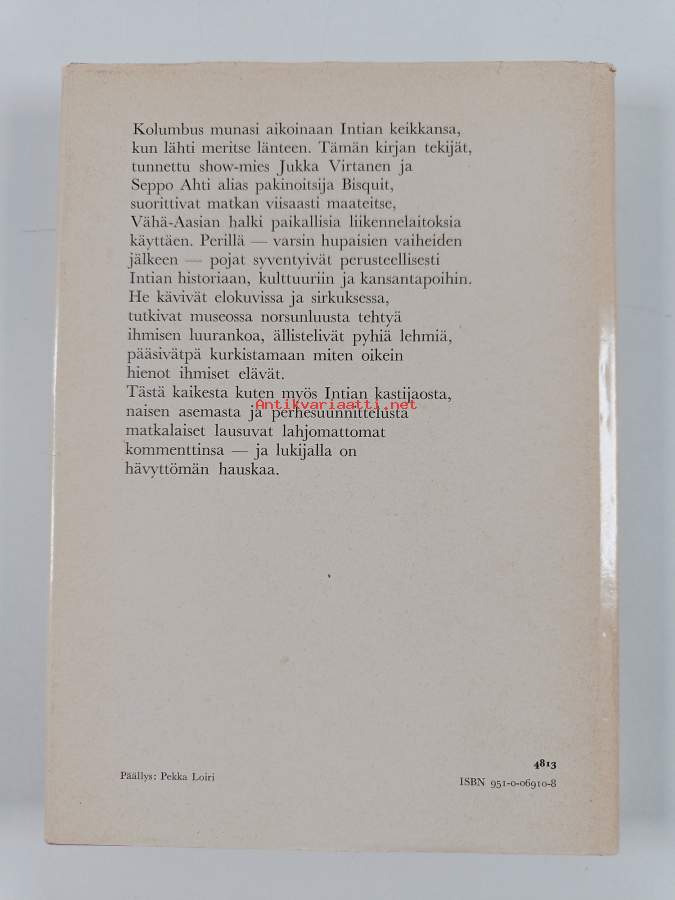 Kolumbus munasi aikoinaan Intian keikkansa,
kun lähti meritse länteen. Tämän kirjan tekijät,
tunnettu show-mies Jukka Virtanen ja
Seppo Ahti alias pakinoitsija Bisquit,
suorittivat matkan viisaasti maateitse,
Vähä-Aasian halki paikallisia liikennelaitoksia
käyttäen. Perillä — varsin hupaisien vaiheiden
jälkeen — pojat syventyivät perusteellisesti
Intian historiaan, kulttuuriin ja kansantapoihin.
He kävivät elokuvissa ja sirkuksessa,
tutkivat museossa norsunluusta tehtyä
ihmisen luurankoa, ällistelivät pyhiä lehmiä,
pääsivätpä kurkistamaan miten oikein
hienot ihmiset elävät.
Tästä kaikesta kuten myös Intian kastijaosta,
Antikvariaatti.net
naisen asemasta ja perhesuunnittelusta
matkalaiset lausuvat lahjomattomat
kommenttinsa — ja lukijalla on
hävyttömän hauskaa.
4813
Päällys: Pekka Loiri
ISBN 951-0-06910-8